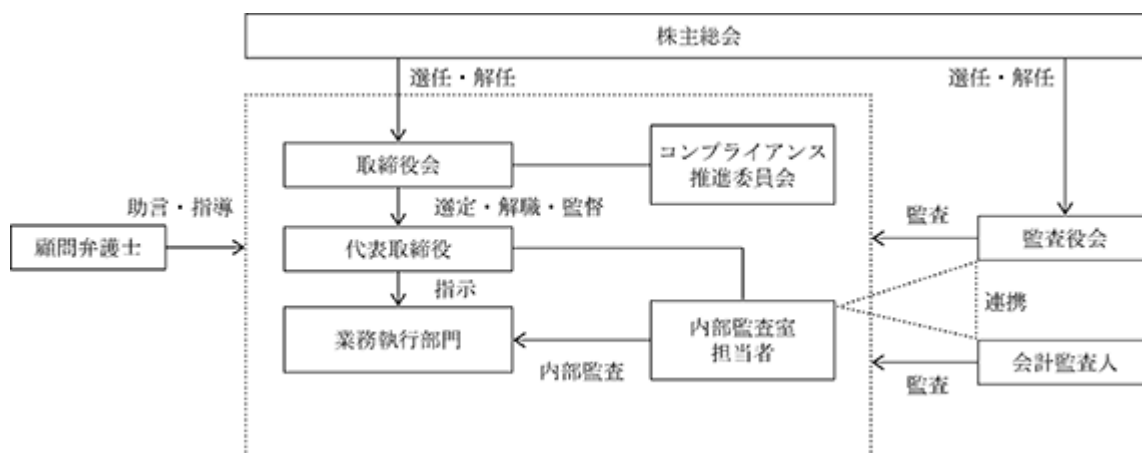 株主総会
選任・解任
選任・解任
取締役会
コンプライアンス
推進委員会
助言・指導
選定・解職・監督
監査
顧問弁護士
代表取締役
監査役会
指示
連携
業務執行部門
内部監査室
担当者
内部監査
監査
会計監査人